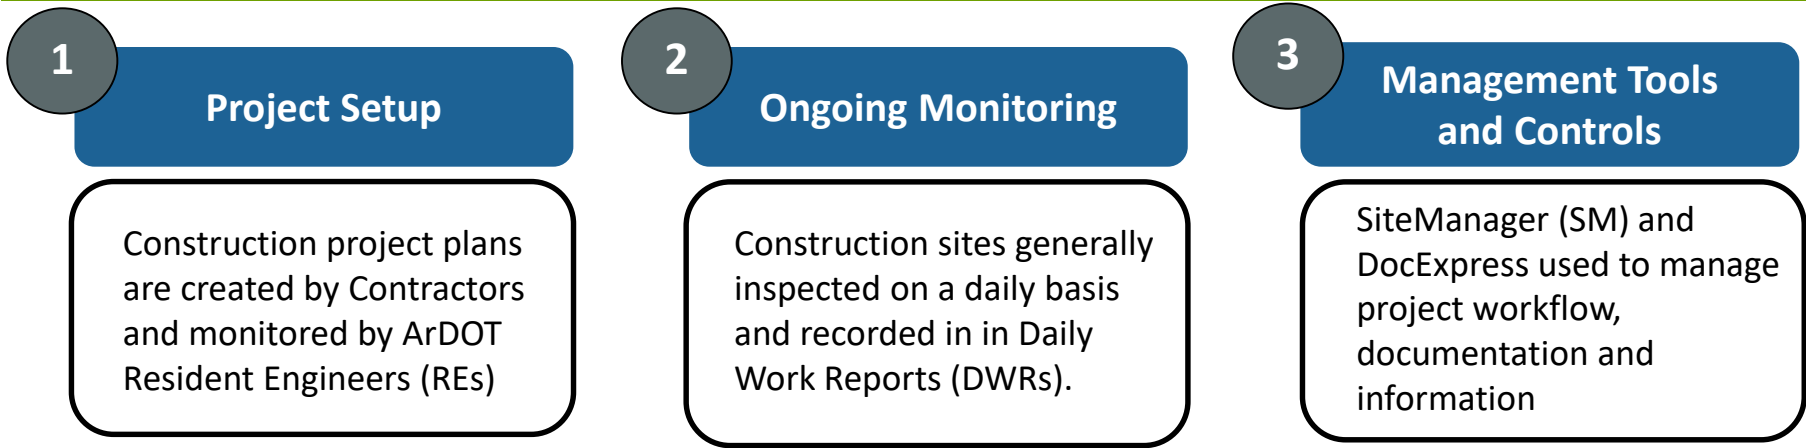 1
Project Setup
Construction project plans
are created by Contractors
and monitored by ArDOT
Resident Engineers (REs)
2
Ongoing Monitoring
Construction sites generally
inspected on a daily basis
and recorded in in Daily
Work Reports (DWRs).
3
Management Tools
and Controls
SiteManager (SM) and
DocExpress used to manage
project workflow,
documentation and
information